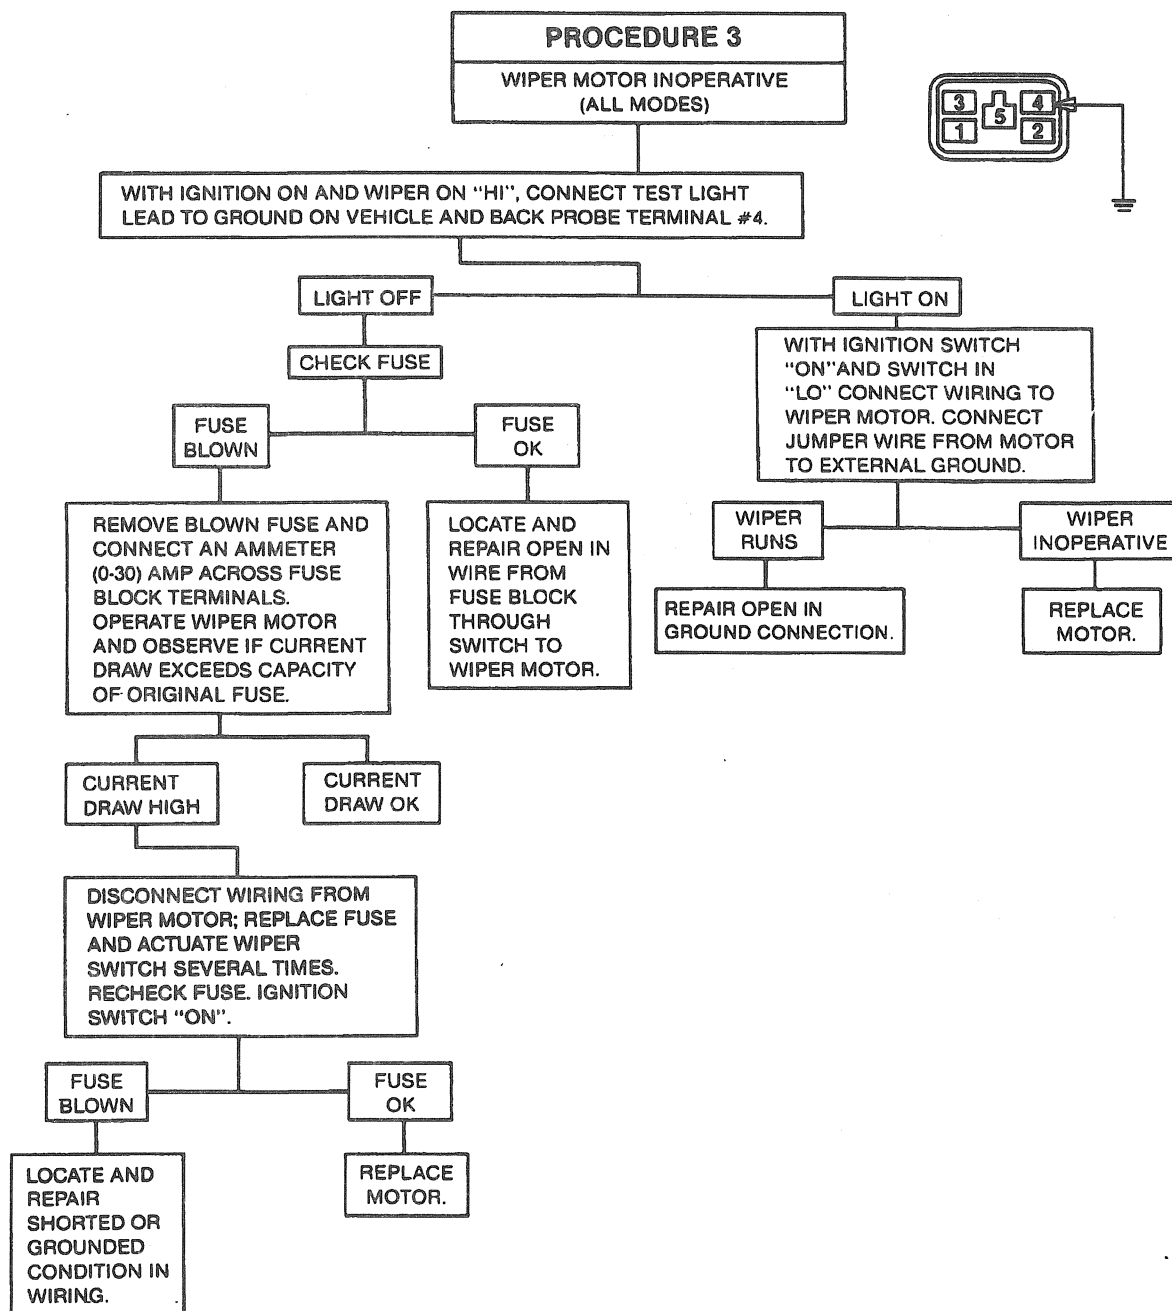 PROCEDURE 3
WIPER MOTOR INOPERATIVE
(ALL MODES)
3
4
5
1
2
WITH IGNITION ON AND WIPER ON "HI", CONNECT TEST LIGHT
LEAD TO GROUND ON VEHICLE AND BACK PROBE TERMINAL #4.
LIGHT OFF
LIGHT ON
CHECK FUSE
WITH IGNITION SWITCH
"ON"AND SWITCH IN
"LO" CONNECT WIRING TO
WIPER MOTOR. CONNECT
JUMPER WIRE FROM MOTOR
TO EXTERNAL GROUND.
FUSE
BLOWN
FUSE
OK
REMOVE BLOWN FUSE AND
CONNECT AN AMMETER
(0-30) AMP ACROSS FUSE
BLOCK TERMINALS.
OPERATE WIPER MOTOR
AND OBSERVE IF CURRENT
DRAW EXCEEDS CAPACITY
OF ORIGINAL FUSE.
LOCATE AND
REPAIR OPEN IN
WIRE FROM
FUSE BLOCK
THROUGH
SWITCH TO
WIPER MOTOR.
WIPER
RUNS
WIPER
INOPERATIVE
REPAIR OPEN IN
GROUND CONNECTION.
REPLACE
MOTOR.
CURRENT
DRAW HIGH
CURRENT
DRAW OK
DISCONNECT WIRING FROM
WIPER MOTOR; REPLACE FUSE
AND ACTUATE WIPER
SWITCH SEVERAL TIMES.
RECHECK FUSE. IGNITION
SWITCH "ON".
FUSE
BLOWN
FUSE
OK
LOCATE AND
REPAIR
SHORTED OR
GROUNDED
CONDITION IN
WIRING.
REPLACE
MOTOR.